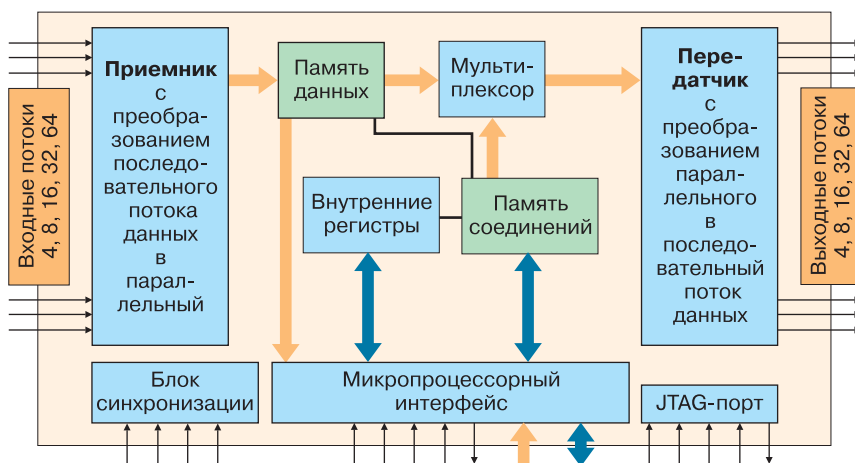 Входные потоки
4, 8, 16, 32, 64
Приемник
с
преобра-
зованием
последо-
вательного
потока
данных
в
парал-
лельный
Память
данных
Мульти-
плексор
Внутренние
регистры
Память
соединений
Пере-
датчик
с
преобра-
зованием
парал-
лельного
в
последо-
вательный
поток
данных
Выходные потоки
4, 8, 16, 32, 64
Блок
синхронизации
Микропроцессорный
интерфейс
JTAG-порт